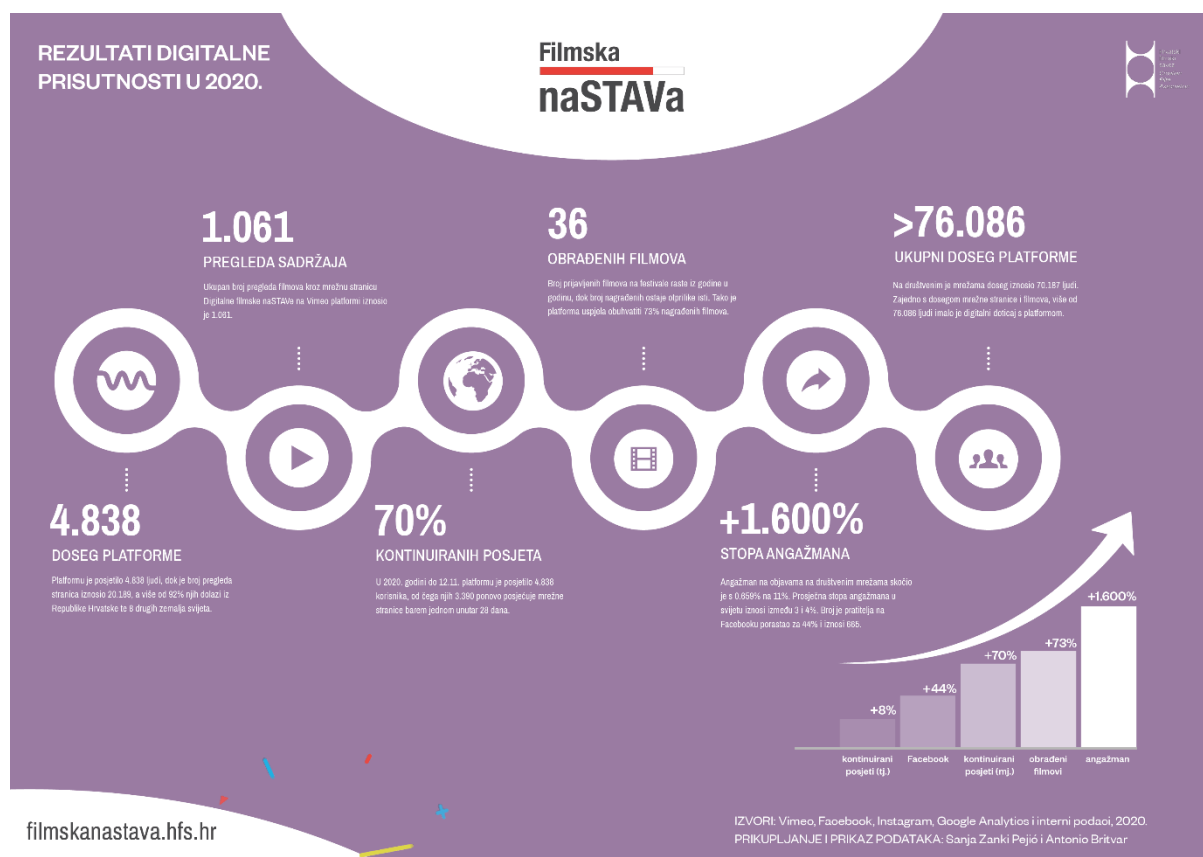 REZULTATI DIGITALNE
PRISUTNOSTI U 2020.
Filmska
naSTAVa
1.061
PREGLEDA SADRŽAJA
Ukupan broj pregleda filmova kroz mrežnu stranicu
Digitalne filmske naSTAVe na Vimeo platformi iznosio
je 1.061.
36
OBRAĐENIH FILMOVA
Broj prijavljenih filmova na festivale raste iz godine u
godinu, dok broj nagrađenih ostaje otprilike isti. Tako je
platforma uspjela obuhvatiti 73% nagrađenih filmova.
>76.086
UKUPNI DOSEG PLATFORME
Na društvenim je mrežama doseg iznosio 70.187 ljudi.
Zajedno s dosegom mrežne stranice i filmova, više od
76.086 ljudi imalo je digitalni doticaj s platformom.
4.838
DOSEG PLATFORME
Platformu je posjetilo 4.838 ljudi, dok je broj pregleda
stranica iznosio 20.189, a više od 92% njih dolazi iz
Republike Hrvatske te 8 drugih zemalja svijeta.
70%
KONTINUIRANIH POSJETA
U 2020. godini do 12.11. platformu je posjetilo 4.838
korisnika, od čega njih 3.390 ponovo posjećuje mrežne
stranice barem jednom unutar 28 dana.
+1.600%
STOPA ANGAŽMANA
Angažman na objavama na društvenim mrežama skočio
je s 0.659% na 11%. Prosječna stopa angažmana u
svijetu iznosi između 3 i 4%. Broj je pratitelja na
Facebooku porastao za 44% i iznosi 665.
+8%
+44%
+70%
+73%
+1.600%
kontinuirani
posjeti (tj.)
Facebook
kontinuirani
posjeti (mj.)
obrađeni
filmovi
angažman
filmskanastava.hfs.hr
IZVORI: Vimeo, Facebook, Instagram, Google Analytics i interni podaci, 2020.
PRIKUPLJANJE I PRIKAZ PODATAKA: Sanja Zanki Pejić i Antonio Britvar